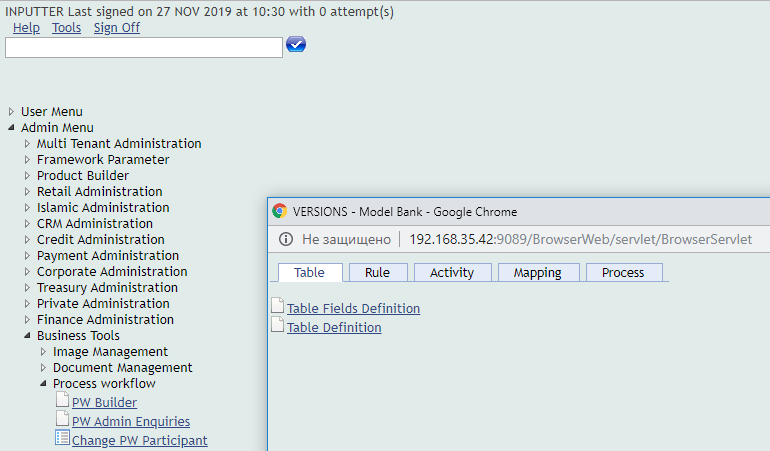 INPUTTER Last signed on 27 NOV 2019 at 10:30 with 0 attempt(s)
Help Tools Sign Off
User Menu
Admin Menu
Multi Tenant Administration
Framework Parameter
Product Builder
Retail Administration
Islamic Administration
CRM Administration
Credit Administration
Payment Administration
Corporate Administration
Treasury Administration
Private Administration
Finance Administration
Business Tools
Image Management
Document Management
Process workflow
PW Builder
PW Admin Enquiries
Change PW Participant
VERSIONS - Model Bank - Google Chrome
Не защищено 192.168.35.42:9089/BrowserWeb/servlet/BrowserServlet
Table Rule Activity Mapping Process
Table Fields Definition
Table Definition